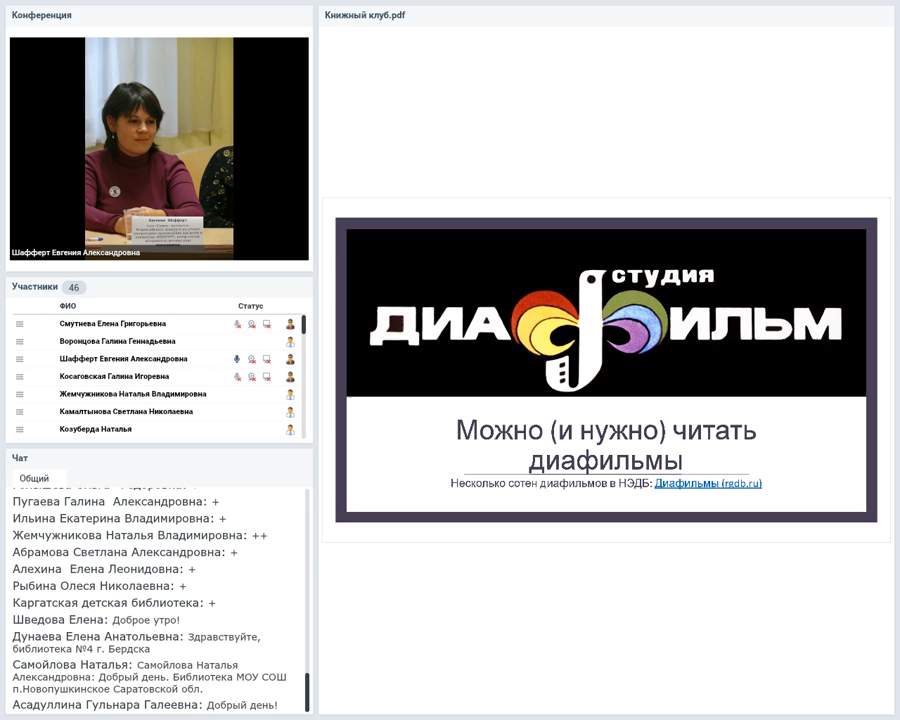 Конференция
Шафферт Евгения Александровна
Участники 46
ФИО Статус
Смутнева Елена Григорьевна
Воронцова Галина Геннадьевна
Шафферт Евгения Александровна
Косаговская Галина Игоревна
Жемчужникова Наталья Владимировна
Камалтынова Светлана Николаевна
Козуберда Наталья
Чат
Общий
Пугаева Галина Александровна: +
Ильина Екатерина Владимировна: +
Жемчужникова Наталья Владимировна: ++
Абрамова Светлана Александровна: +
Алехина Елена Леонидовна: +
Рыбина Олеся Николаевна: +
Каргатская детская библиотека: +
Шведова Елена: Доброе утро!
Дунаева Елена Анатольевна: Здравствуйте,
библиотека №4 г. Бердска
Самойлова Наталья: Самойлова Наталья
Александровна: Добрый день. Библиотека МОУ СОШ
п.Новопушкинское Саратовской обл.
Асадуллина Гульнара Галеевна: Добрый день!
Книжный клуб.pdf
студия
ДИАфИЛЬМ
Можно (и нужно) читать
диафильмы
Несколько сотен диафильмов в НЭДБ: Диафильмы (rgdb.ru)